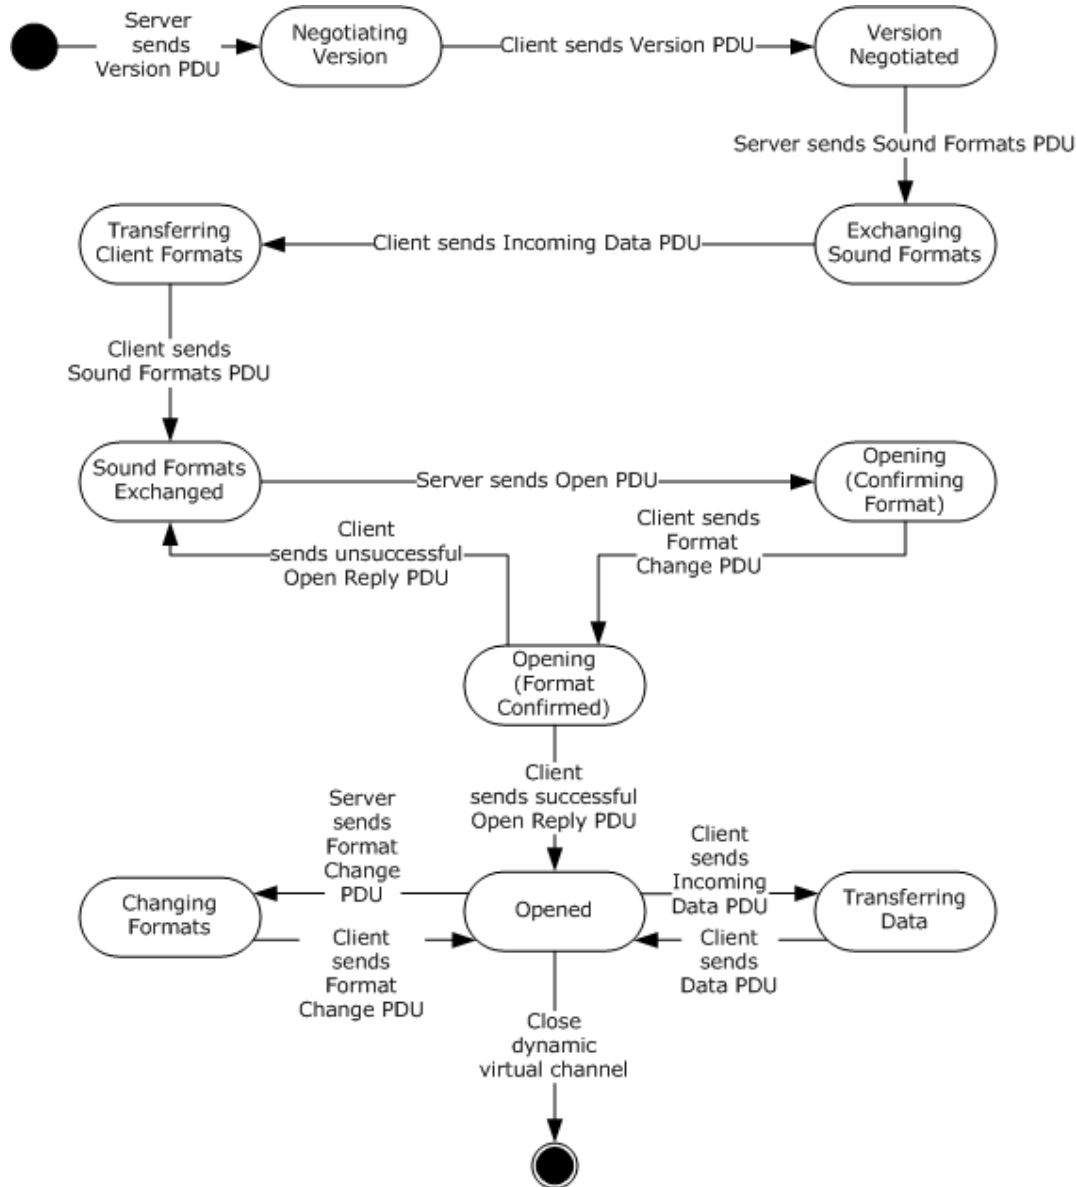 Server
sends
Version PDU
Negotiating
Version
Client sends Version PDU
Version
Negotiated
Server sends Sound Formats PDU
Transferring
Client Formats
Client sends Incoming Data PDU
Exchanging
Sound Formats
Client sends
Sound Formats PDU
Sound Formats
Exchanged
Server sends Open PDU
Opening
(Confirming
Format)
Client
sends unsuccessful
Open Reply PDU
Client sends
Format
Change PDU
Opening
(Format
Confirmed)
Client
sends successful
Open Reply PDU
Server
sends
Format
Change
PDU
Client
sends
Incoming
Data PDU
Changing
Formats
Opened
Transferring
Data
Client
sends
Format
Change PDU
Client
sends
Data PDU
Close
dynamic
virtual channel